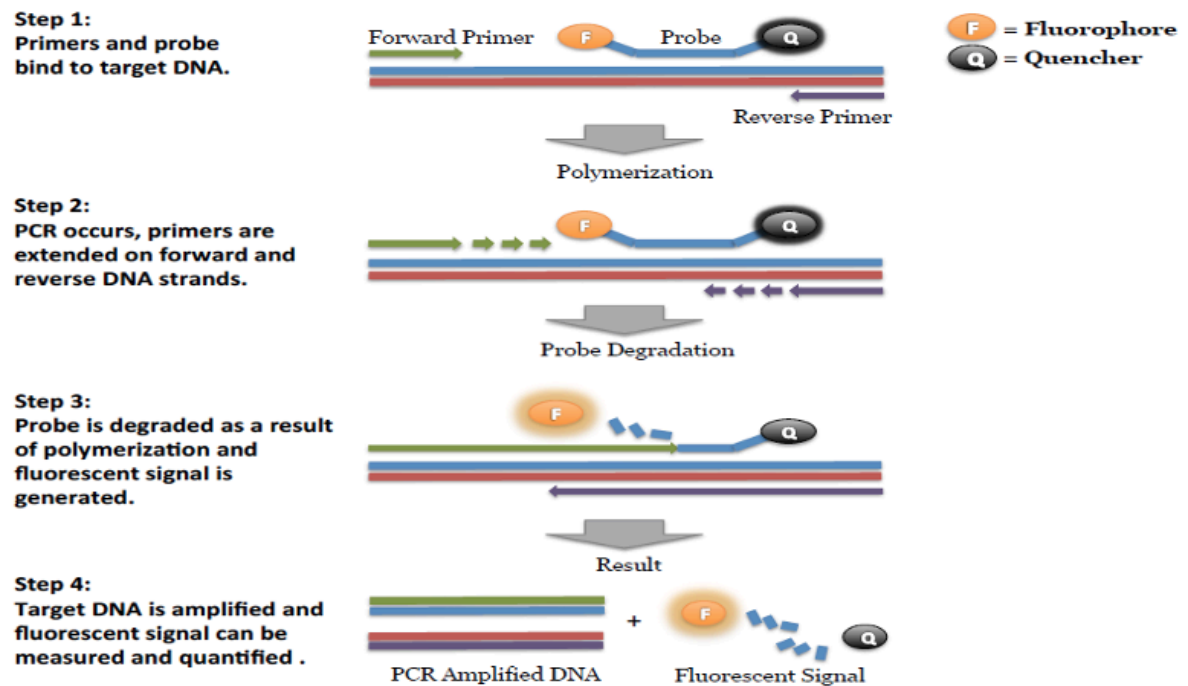 Step 1:
Primers and probe
bind to target DNA.
Forward Primer
F
Probe
Q
F = Fluorophore
Q = Quencher
Reverse Primer
Polymerization
Step 2:
PCR occurs, primers are
extended on forward and
reverse DNA strands.
F
Q
Probe Degradation
Step 3:
Probe is degraded as a result
of polymerization and
fluorescent signal is
generated.
F
Q
Result
Step 4:
Target DNA is amplified and
fluorescent signal can be
measured and quantified .
+
F
Q
PCR Amplified DNA
Fluorescent Signal